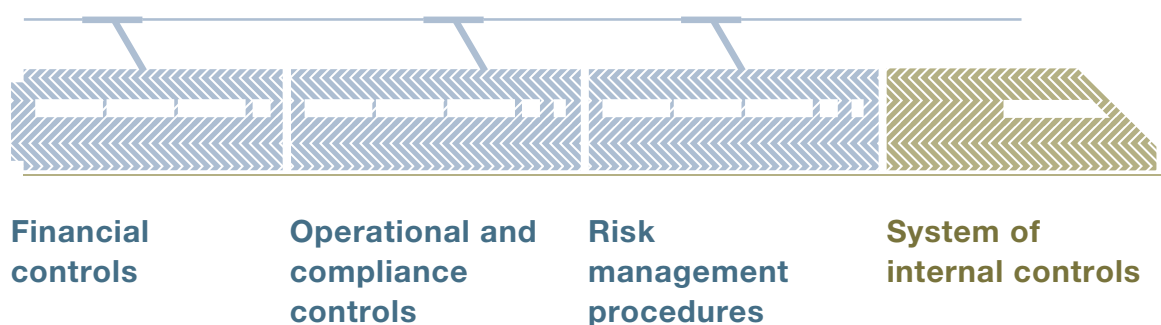 Financial
controls
Operational and
compliance
controls
Risk
management
procedures
System of
internal controls